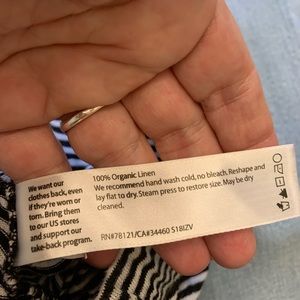 We want our
clothes back, even
if they're worn or
torn. Bring them
to our US stores
and support our
take-back program.
100% Organic Linen
We recommend hand wash cold, no bleach. Reshape and
lay flat to dry. Steam press to restore size. May be dry
cleaned.
RN#78121/CA#34460 S18IZV